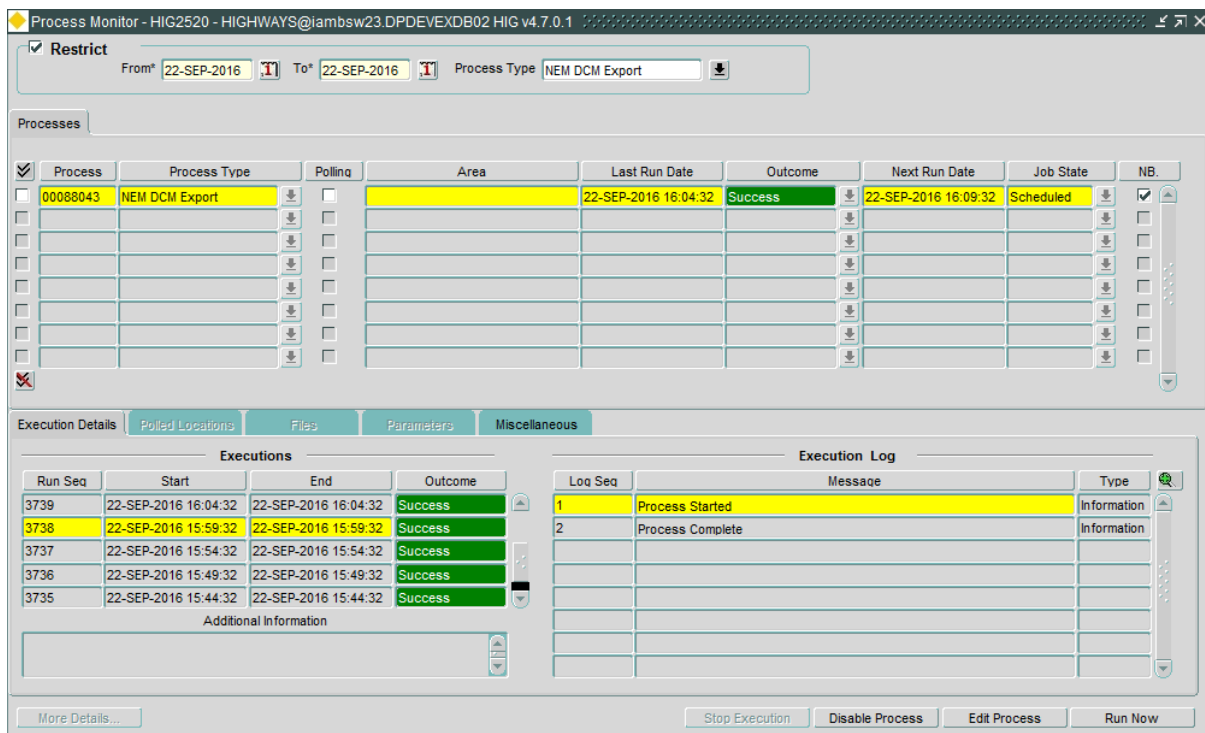 Process Monitor - HIG2520 - HIGHWAYS@iambsw23.DPDEVEXDB02 HIG v4.7.0.1
Restrict
From* 22-SEP-2016 To* 22-SEP-2016 Process Type NEM DCM Export
Processes
Process Process Type Polling Area Last Run Date Outcome Next Run Date Job State NB.
00088043 NEM DCM Export 22-SEP-2016 16:04:32 Success 22-SEP-2016 16:09:32 Scheduled
Execution Details Polled Locations Files Parameters Miscellaneous
Executions
Run Seq Start End Outcome
3739 22-SEP-2016 16:04:32 22-SEP-2016 16:04:32 Success
3738 22-SEP-2016 15:59:32 22-SEP-2016 15:59:32 Success
3737 22-SEP-2016 15:54:32 22-SEP-2016 15:54:32 Success
3736 22-SEP-2016 15:49:32 22-SEP-2016 15:49:32 Success
3735 22-SEP-2016 15:44:32 22-SEP-2016 15:44:32 Success
Additional Information
Execution Log
Log Seq Message Type
1 Process Started Information
2 Process Complete Information
More Details... Stop Execution Disable Process Edit Process Run Now